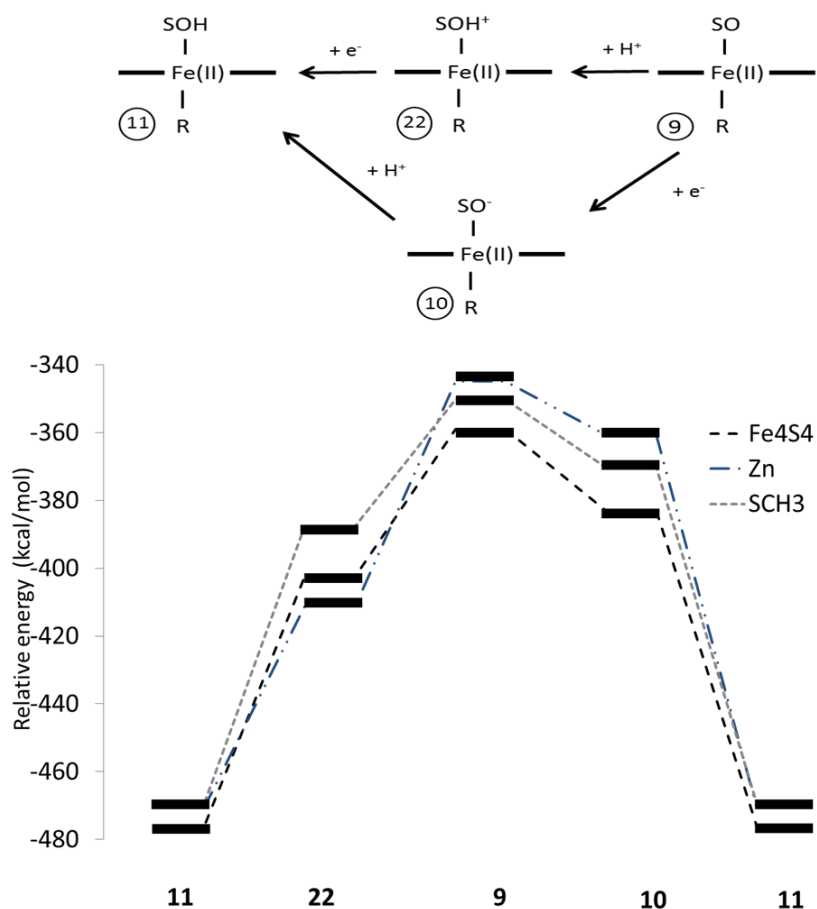 SOH
SOH⁺
SO
+ e⁻
+ H⁺
Fe(II)
Fe(II)
Fe(II)
11
R
22
R
9
R
+ H⁺
+ e⁻
SO⁻
Fe(II)
10
R
Relative energy (kcal/mol)
-340
-360
-380
-400
-420
-440
-460
-480
Fe4S4
Zn
SCH3
11 22 9 10 11